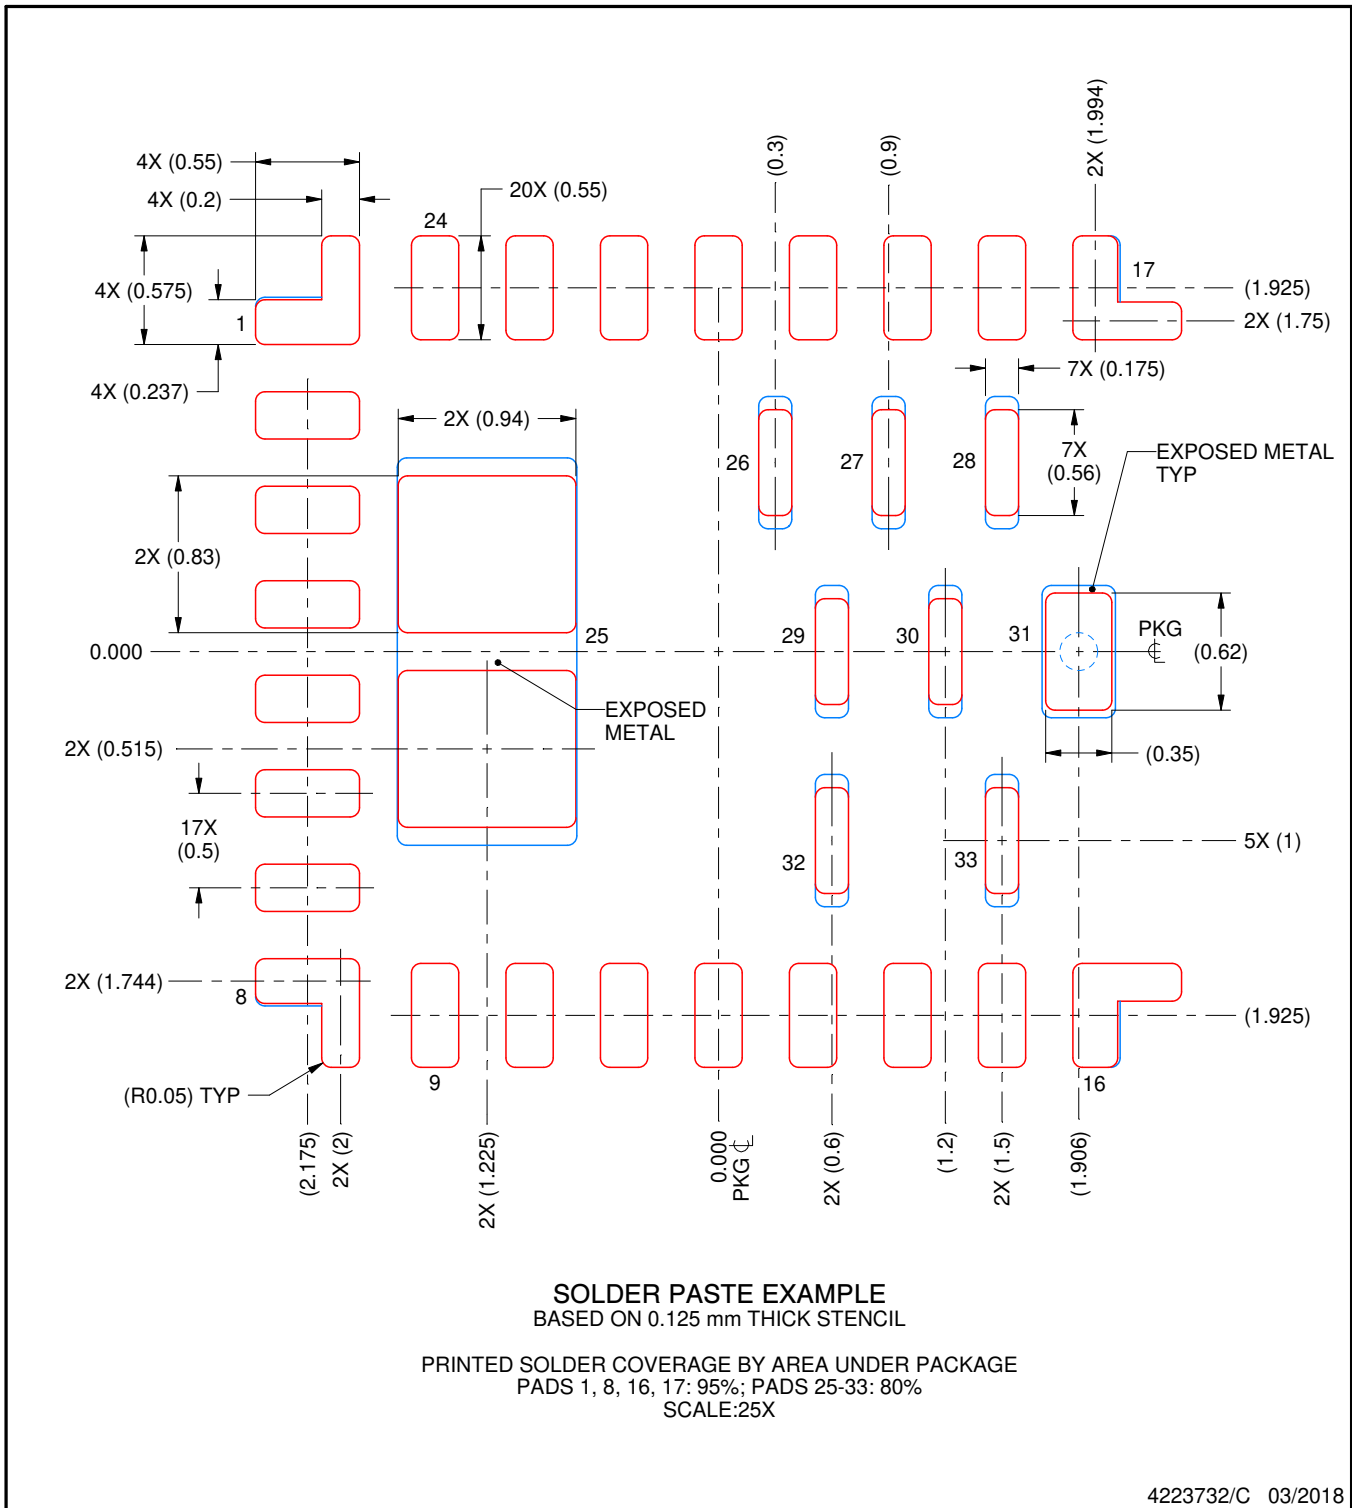 2X (1.994)
(0.3)
(0.9)
4X (0.55)
4X (0.2)
20X (0.55)
24
17
4X (0.575)
(1.925)
1
2X (1.75)
4X (0.237)
7X (0.175)
2X (0.94)
26
27
28
7X
(0.56)
EXPOSED METAL
TYP
2X (0.83)
0.000
25
29
30
31
PKG
(0.62)
EXPOSED
METAL
2X (0.515)
(0.35)
17X
(0.5)
32
33
5X (1)
2X (1.744)
8
(1.925)
(R0.05) TYP
9
16
(2.175)
2X (2)
2X (1.225)
0.000
PKG
2X (0.6)
(1.2)
2X (1.5)
(1.906)
SOLDER PASTE EXAMPLE
BASED ON 0.125 mm THICK STENCIL
PRINTED SOLDER COVERAGE BY AREA UNDER PACKAGE
PADS 1, 8, 16, 17: 95%; PADS 25-33: 80%
SCALE:25X
4223732/C 03/2018